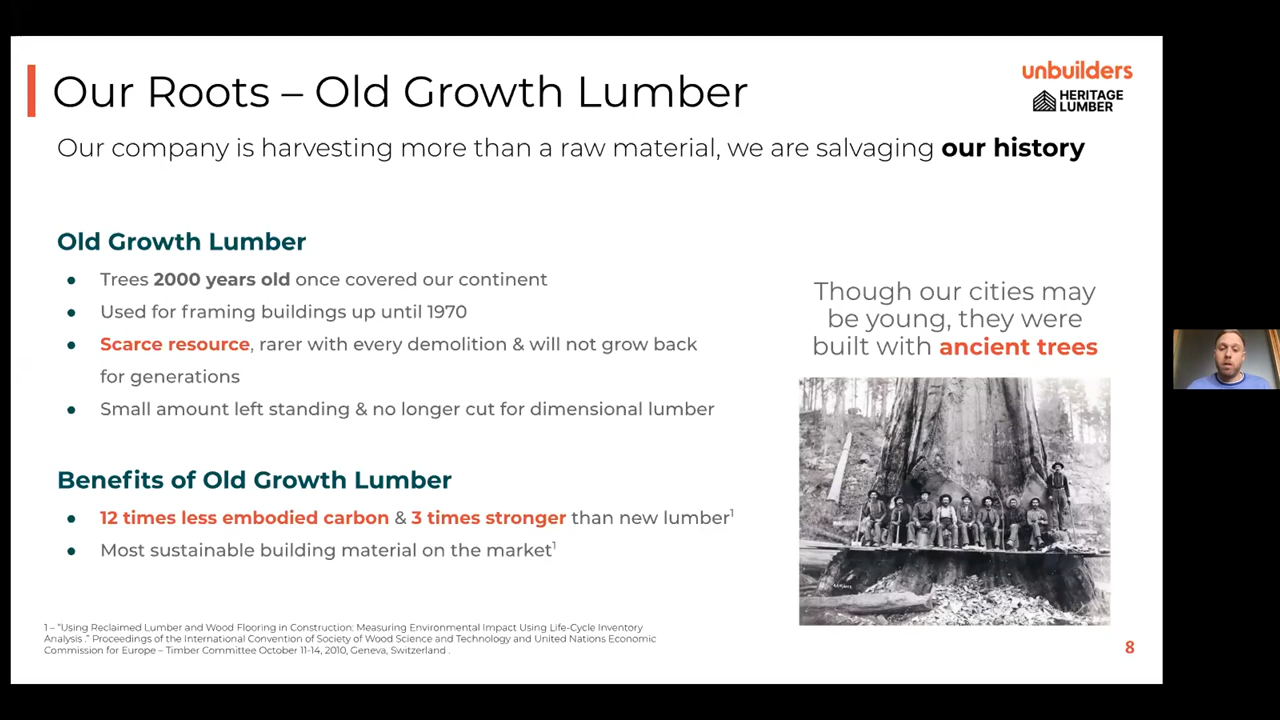 Our Roots – Old Growth Lumber
unbuilders
HERITAGE
LUMBER
Our company is harvesting more than a raw material, we are salvaging our history
Old Growth Lumber
● Trees 2000 years old once covered our continent
● Used for framing buildings up until 1970
● Scarce resource, rarer with every demolition & will not grow back
for generations
● Small amount left standing & no longer cut for dimensional lumber
Benefits of Old Growth Lumber
● 12 times less embodied carbon & 3 times stronger than new lumber¹
● Most sustainable building material on the market¹
Though our cities may
be young, they were
built with ancient trees
1 – "Using Reclaimed Lumber and Wood Flooring in Construction: Measuring Environmental Impact Using Life-Cycle Inventory
Analysis ." Proceedings of the International Convention of Society of Wood Science and Technology and United Nations Economic
Commission for Europe – Timber Committee October 11-14, 2010, Geneva, Switzerland .
8